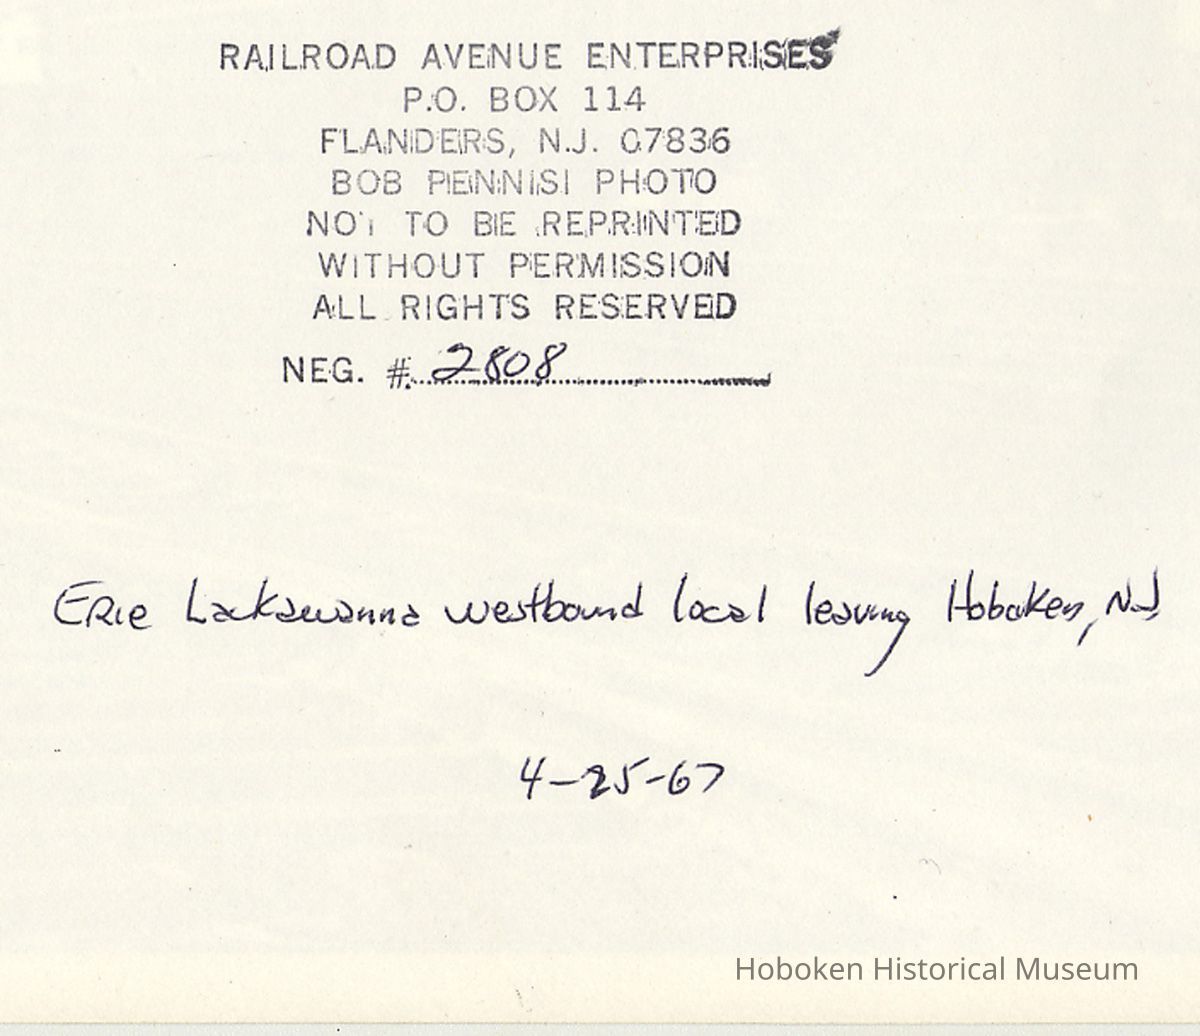 RAILROAD AVENUE ENTERPRISES
P.O. BOX 114
FLANDERS, N.J. 07836
BOB PENNISI PHOTO
NOT TO BE REPRINTED
WITHOUT PERMISSION
ALL RIGHTS RESERVED
NEG. # 2808
Erie Lackawanna westbound local leaving Hoboken, NJ
4-25-67
Hoboken Historical Museum